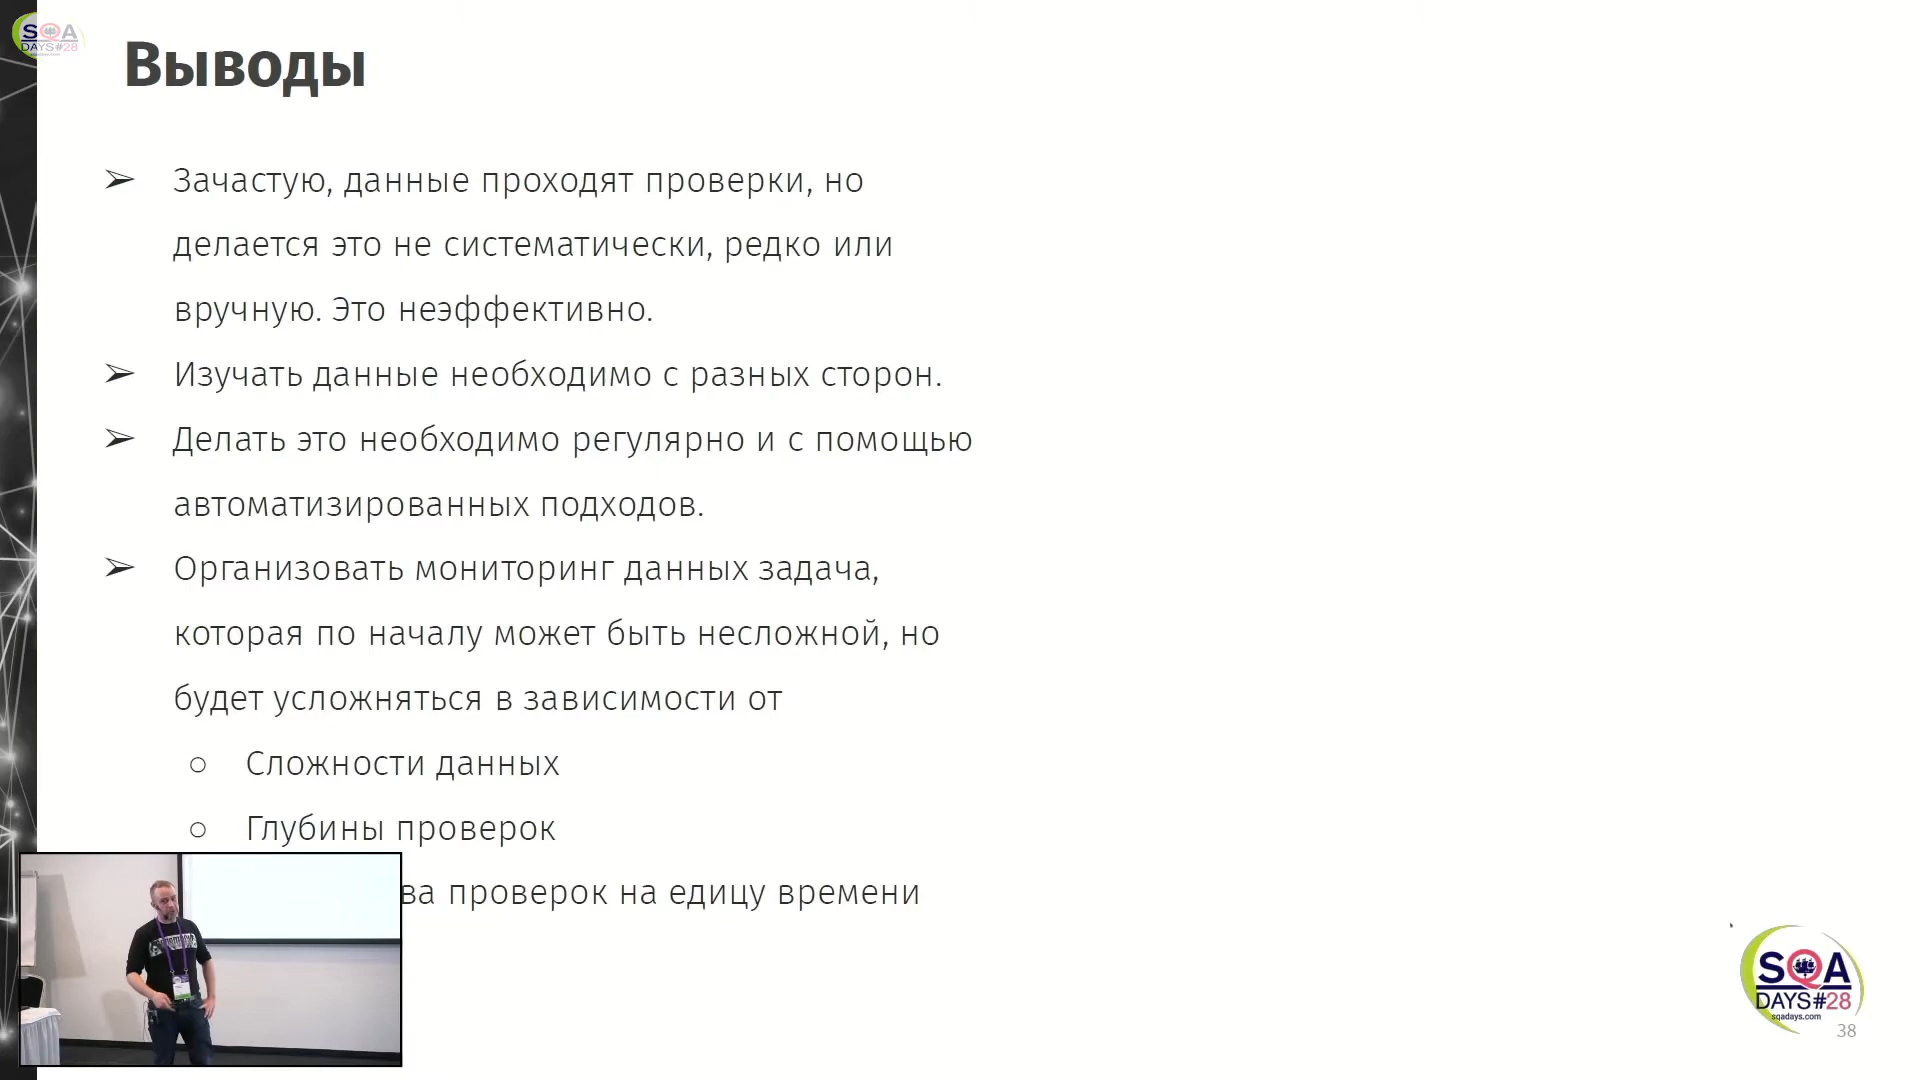 SQA
DAYS#28
Выводы
➢ Зачастую, данные проходят проверки, но
делается это не систематически, редко или
вручную. Это неэффективно.
➢ Изучать данные необходимо с разных сторон.
➢ Делать это необходимо регулярно и с помощью
автоматизированных подходов.
➢ Организовать мониторинг данных задача,
которая по началу может быть несложной, но
будет усложняться в зависимости от
○ Сложности данных
○ Глубины проверок
ва проверок на едицу времени
SQA
DAYS#28
sqadays.com
38